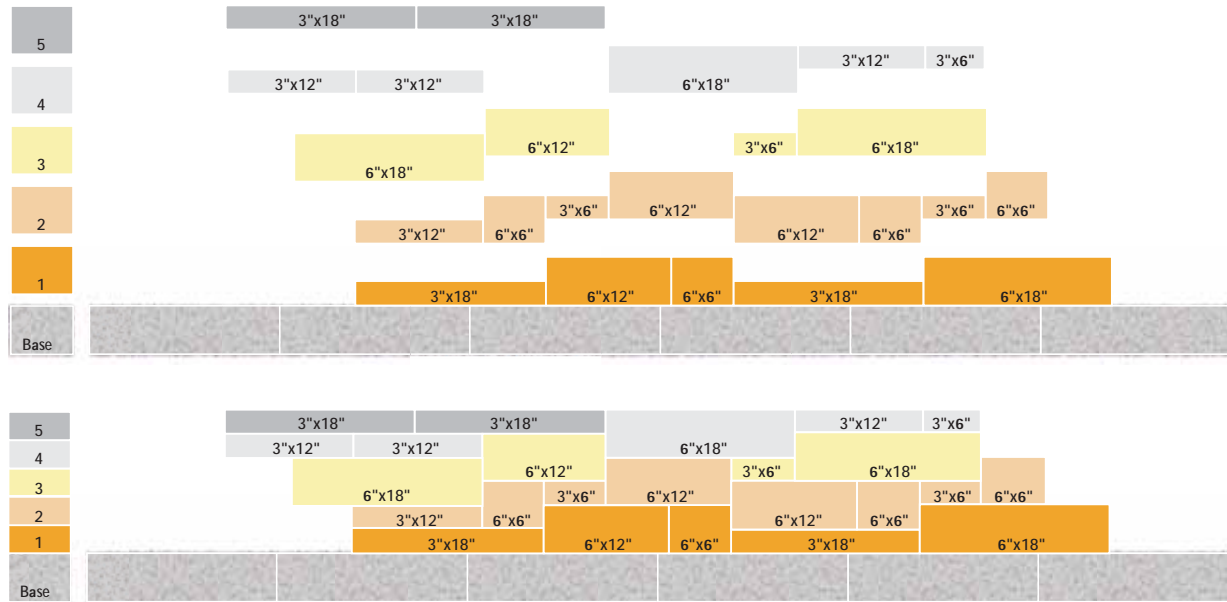 3"x18" 3"x18"
5
3"x12" 3"x6"
3"x12" 3"x12" 6"x18"
4
6"x12" 3"x6" 6"x18"
3
6"x18"
3"x6" 6"x12" 3"x6" 6"x6"
2
3"x12" 6"x6" 6"x12" 6"x6"
1
3"x18" 6"x12" 6"x6" 3"x18" 6"x18"
Base
3"x18" 3"x18" 3"x12" 3"x6"
5
3"x12" 3"x12" 6"x18"
4
6"x12" 3"x6" 6"x18"
3
6"x18" 3"x6" 6"x12" 3"x6" 6"x6"
2
3"x12" 6"x6" 6"x12" 6"x6"
1
3"x18" 6"x12" 6"x6" 3"x18" 6"x18"
Base